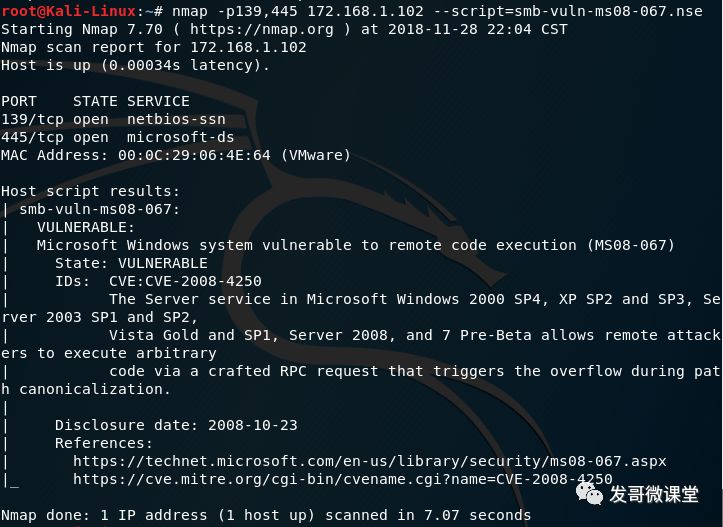 root@Kali-Linux:~# nmap -p139,445 172.168.1.102 --script=smb-vuln-ms08-067.nse
Starting Nmap 7.70 ( https://nmap.org ) at 2018-11-28 22:04 CST
Nmap scan report for 172.168.1.102
Host is up (0.00034s latency).

PORT    STATE SERVICE
139/tcp open  netbios-ssn
445/tcp open  microsoft-ds
MAC Address: 00:0C:29:06:4E:64 (VMware)

Host script results:
| smb-vuln-ms08-067:
|   VULNERABLE:
|   Microsoft Windows system vulnerable to remote code execution (MS08-067)
|     State: VULNERABLE
|     IDs:  CVE:CVE-2008-4250
|           The Server service in Microsoft Windows 2000 SP4, XP SP2 and SP3, Se
rver 2003 SP1 and SP2,
|           Vista Gold and SP1, Server 2008, and 7 Pre-Beta allows remote attack
ers to execute arbitrary
|           code via a crafted RPC request that triggers the overflow during pat
h canonicalization.
|
|     Disclosure date: 2008-10-23
|     References:
|       https://technet.microsoft.com/en-us/library/security/ms08-067.aspx
|_      https://cve.mitre.org/cgi-bin/cvename.cgi?name=CVE-2008-4250
发哥微课堂
Nmap done: 1 IP address (1 host up) scanned in 7.07 seconds